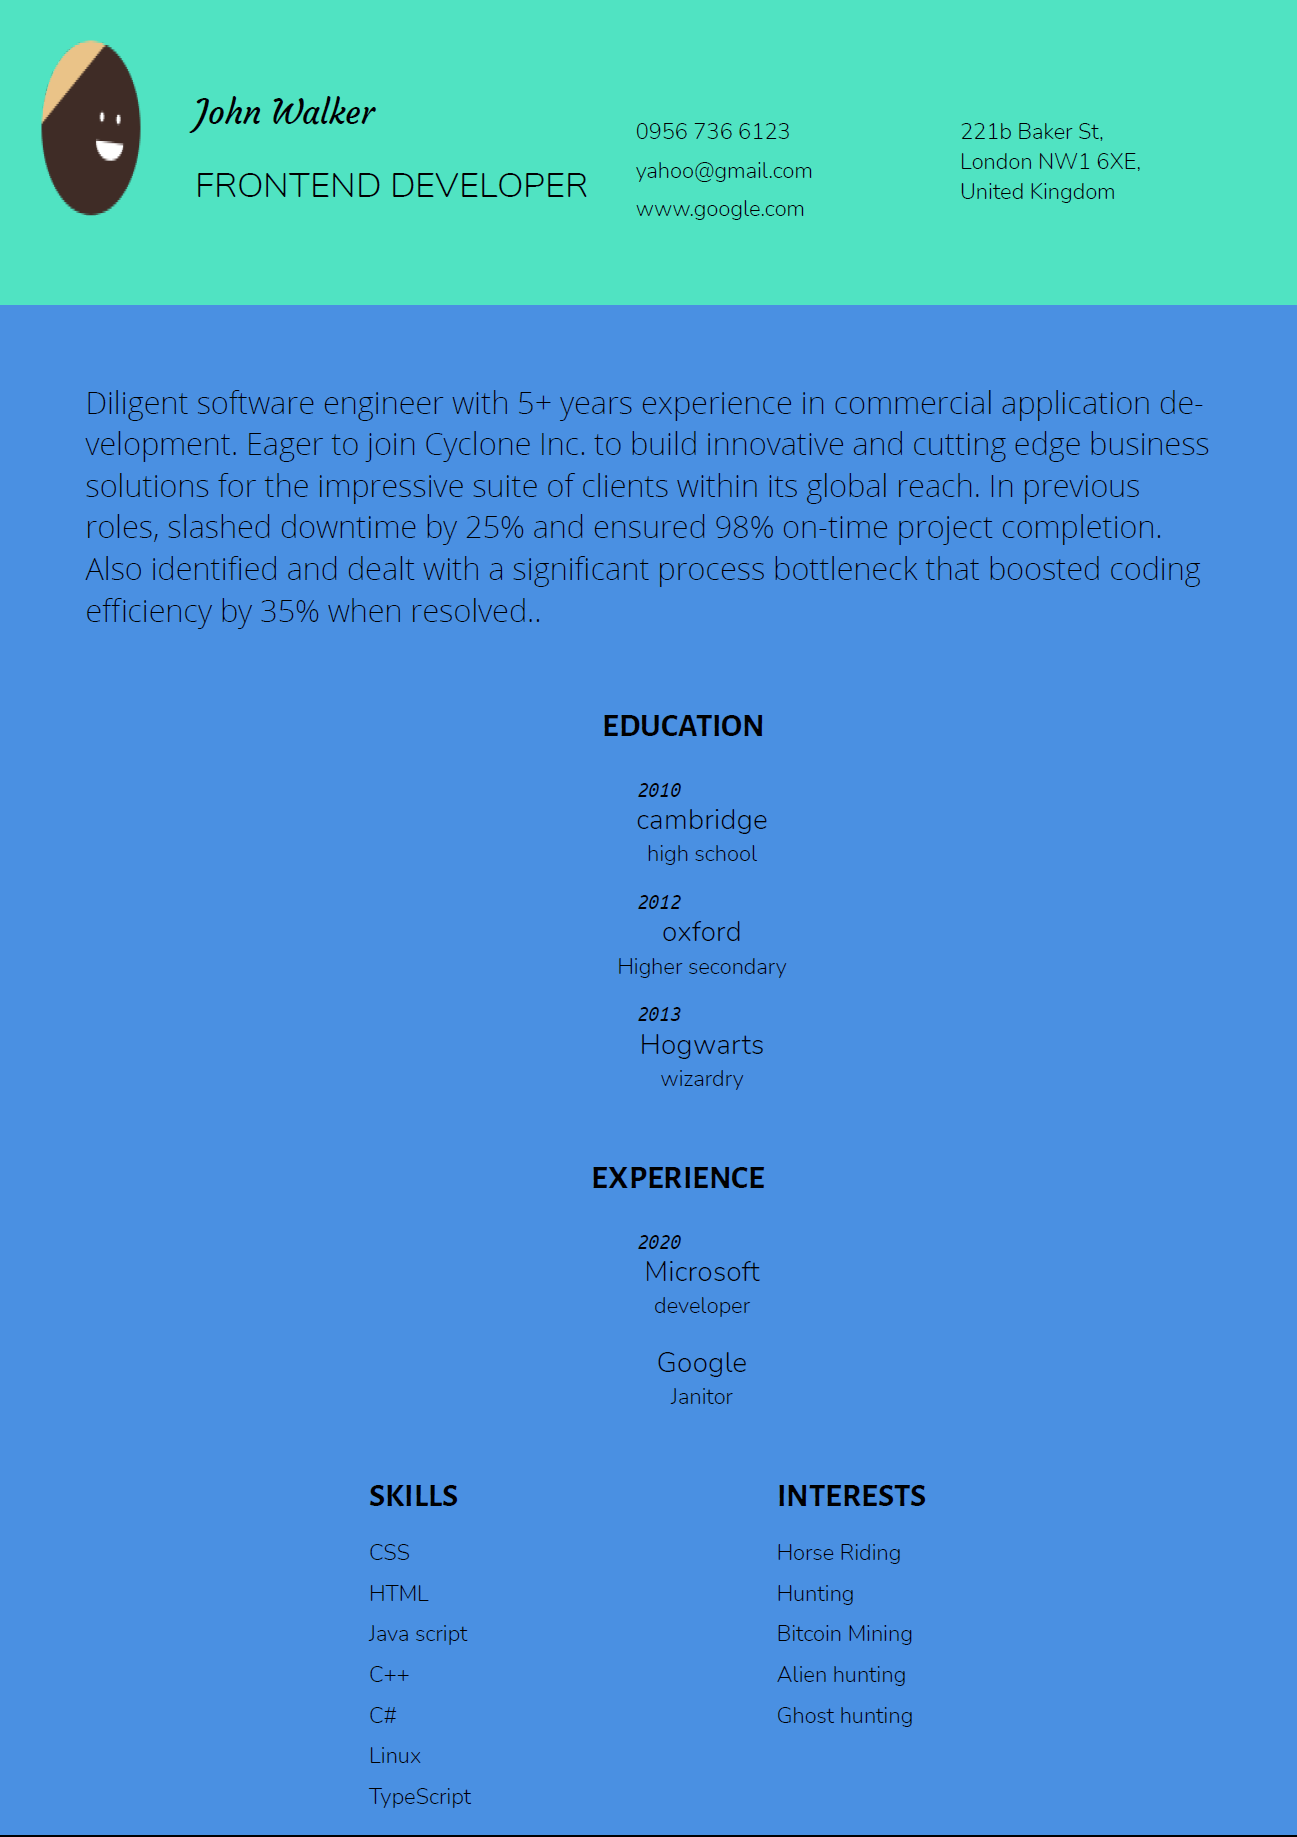 John Walker
FRONTEND DEVELOPER
0956 736 6123
yahoo@gmail.com
www.google.com
221b Baker St,
London NW1 6XE,
United Kingdom
Diligent software engineer with 5+ years experience in commercial application de-
velopment. Eager to join Cyclone Inc. to build innovative and cutting edge business
solutions for the impressive suite of clients within its global reach. In previous
roles, slashed downtime by 25% and ensured 98% on-time project completion.
Also identified and dealt with a significant process bottleneck that boosted coding
efficiency by 35% when resolved..
EDUCATION
2010
cambridge
high school
2012
oxford
Higher secondary
2013
Hogwarts
wizardry
EXPERIENCE
2020
Microsoft
developer
Google
Janitor
SKILLS
CSS
HTML
Java script
C++
C#
Linux
TypeScript
INTERESTS
Horse Riding
Hunting
Bitcoin Mining
Alien hunting
Ghost hunting